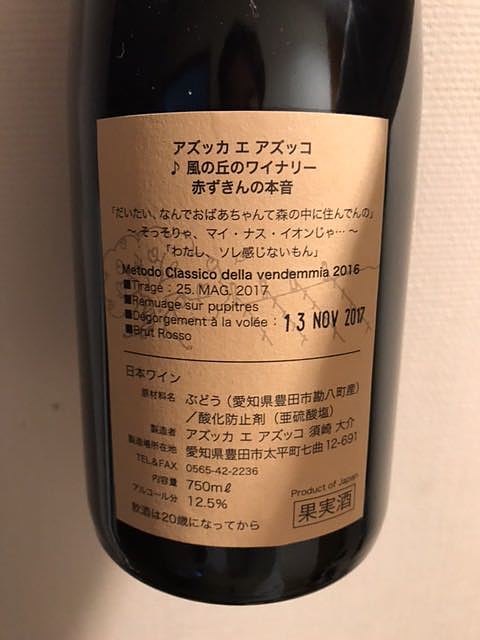 アズッカ エ アズッコ
♪ 風の丘のワイナリー
赤ずきんの本音
「だいたい、なんでおばあちゃんて森の中に住んでんの」
～ そっそりゃ、マイ・ナス・イオンじゃ… ～
「わたし、ソレ感じないもん」
Metodo Classico della vendemmia 2016
■Tirage : 25. MAG. 2017
■Remuage sur pupitres
■Dégorgement à la volée : 13 NOV 2017
■Brut Rosso
日本ワイン
原材料名 ぶどう（愛知県豊田市勘八町産）
／酸化防止剤（亜硫酸塩）
製造者 アズッカ エ アズッコ 須崎 大介
製造場所在地 愛知県豊田市太平町七曲12-691
TEL&FAX 0565-42-2236
内容量 750mℓ
アルコール分 12.5%
飲酒は20歳になってから
Product of Japan
果実酒